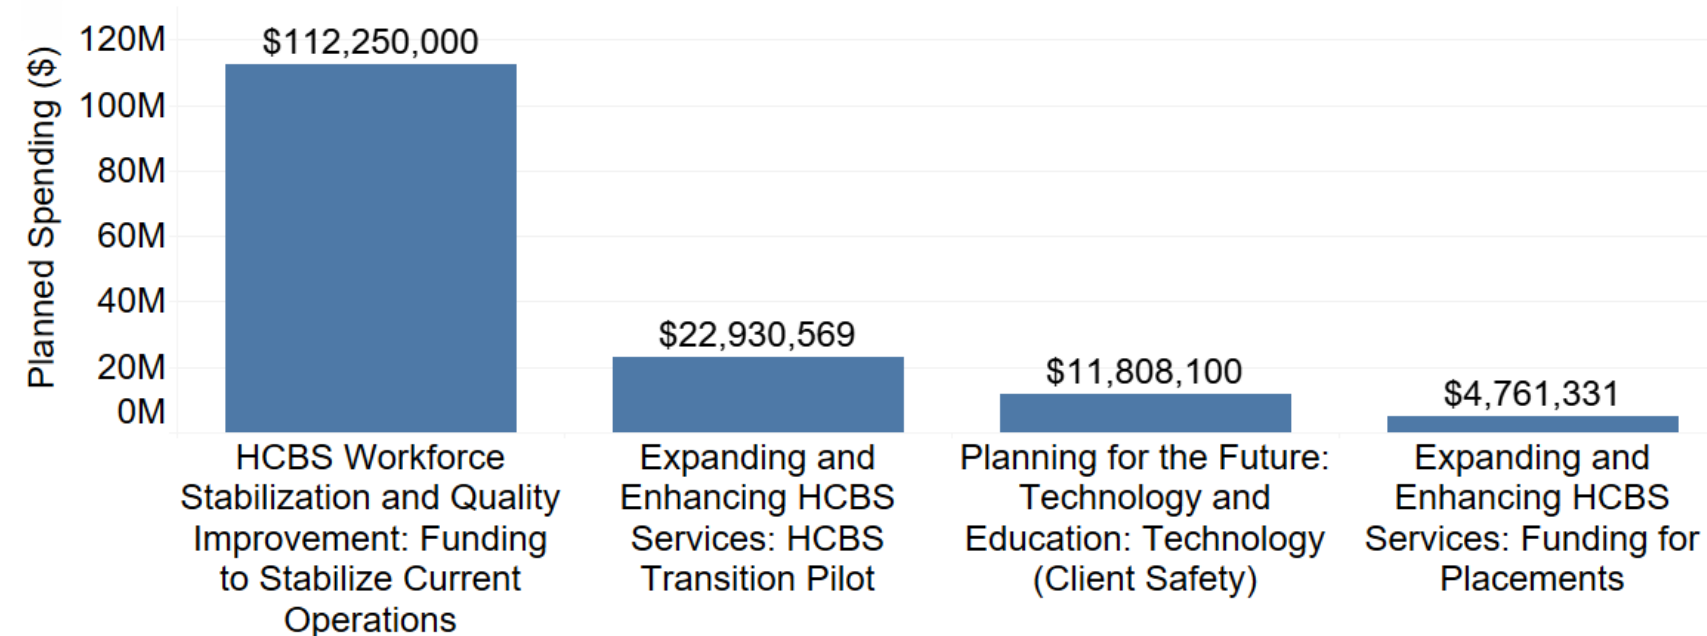 Planned Spending ($)
120M
100M
80M
60M
40M
20M
0M
$112,250,000
$22,930,569
$11,808,100
$4,761,331
HCBS Workforce
Stabilization and Quality
Improvement: Funding
to Stabilize Current
Operations
Expanding and
Enhancing HCBS
Services: HCBS
Transition Pilot
Planning for the Future:
Technology and
Education: Technology
(Client Safety)
Expanding and
Enhancing HCBS
Services: Funding for
Placements